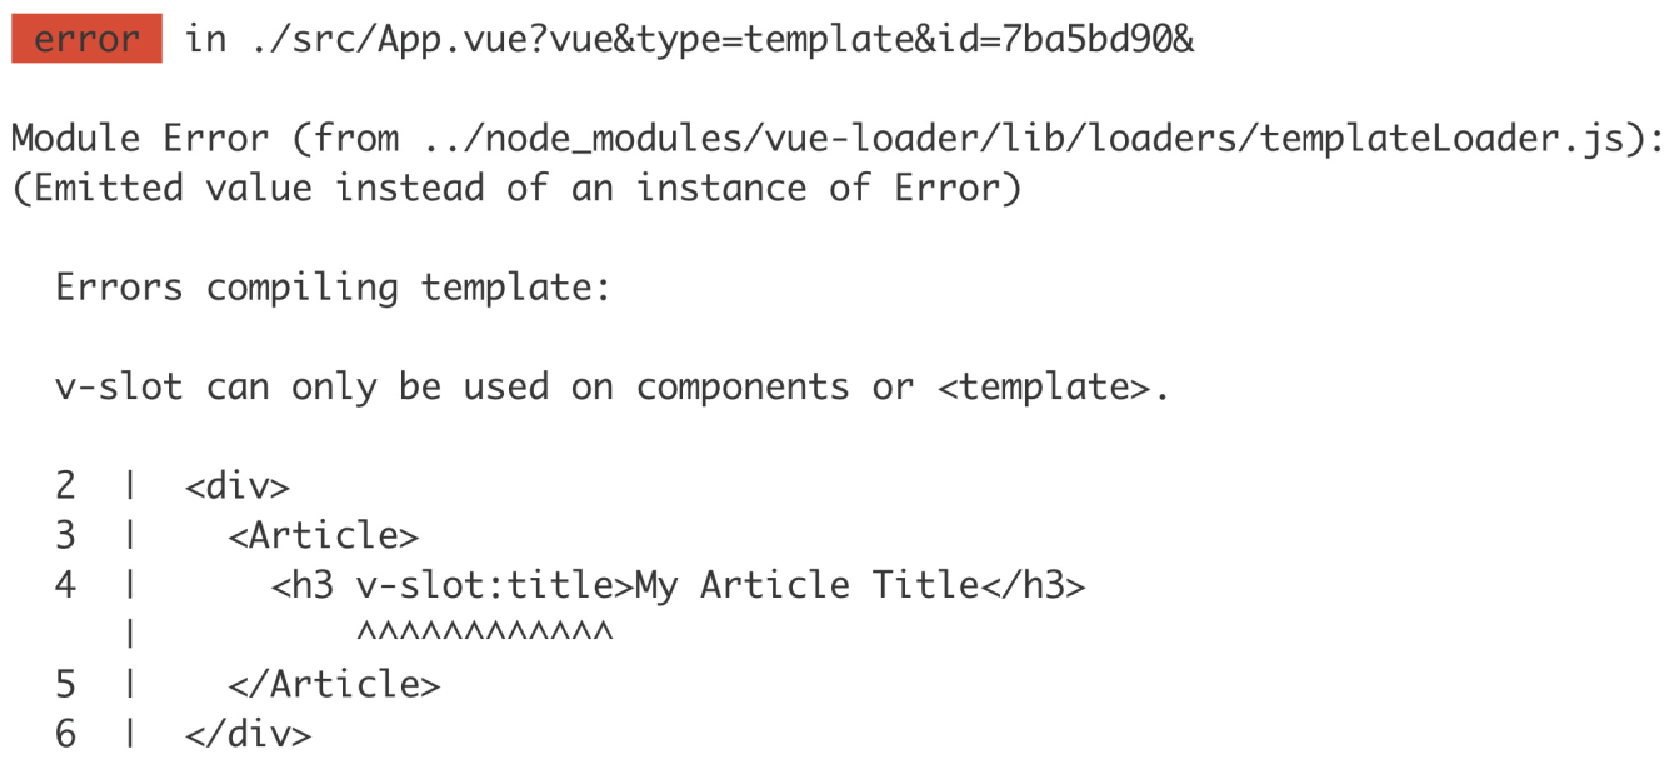 error in ./src/App.vue?vue&type=template&id=7ba5bd90&
Module Error (from ../node_modules/vue-loader/lib/loaders/templateLoader.js):
(Emitted value instead of an instance of Error)
Errors compiling template:
v-slot can only be used on components or <template>.
2 | <div>
3 | <Article>
4 | <h3 v-slot:title>My Article Title</h3>
| ^^^^^^^^^^^^
5 | </Article>
6 | </div>